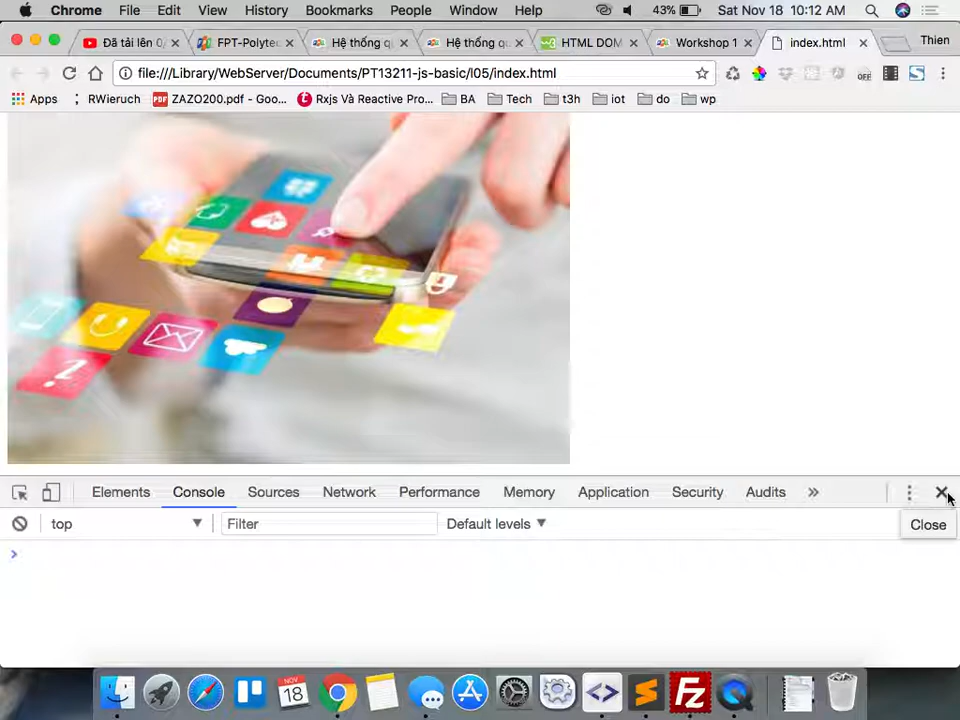 Chrome File Edit View History Bookmarks People Window Help 43% Sat Nov 18 10:12 AM
Đã tải lên 0/ FPT-Polyte Hệ thống q Hệ thống qu HTML DOM Workshop 1 index.html Thien
file:///Library/WebServer/Documents/PT13211-js-basic/l05/index.html OFF
Apps RWieruch ZAZO200.pdf - Goo... Rxjs Và Reactive Pro... BA Tech t3h iot do wp
Elements Console Sources Network Performance Memory Application Security Audits »
top Filter Default levels Close
NOV
18